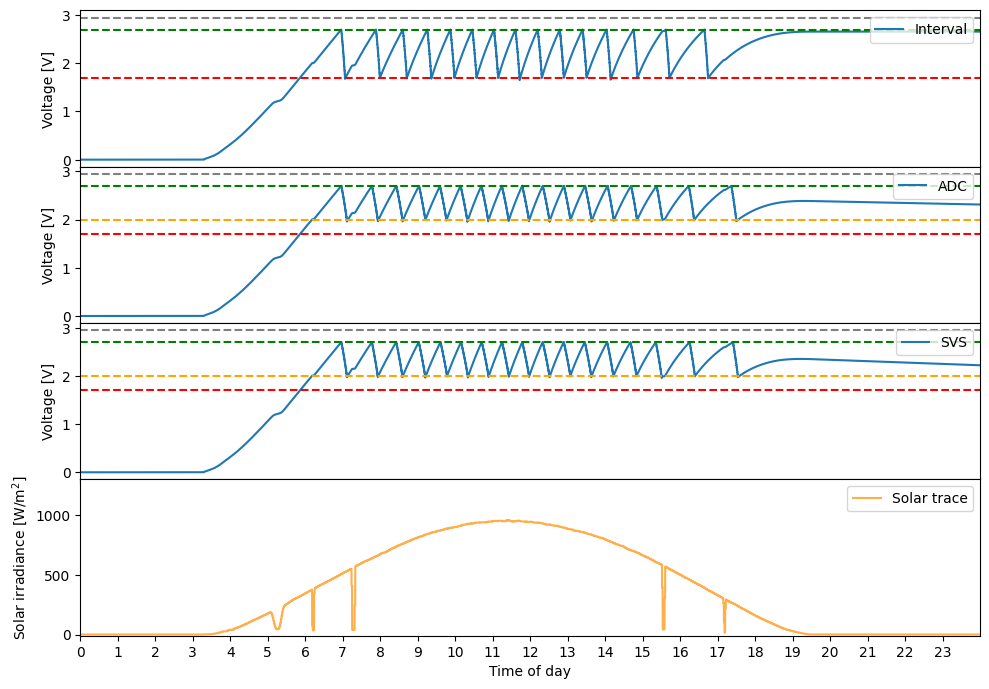 Voltage [V]
3
2
1
0
Interval
Voltage [V]
3
2
1
0
ADC
Voltage [V]
3
2
1
0
SVS
Solar irradiance [W/m²]
1000
500
0
Solar trace
0 1 2 3 4 5 6 7 8 9 10 11 12 13 14 15 16 17 18 19 20 21 22 23
Time of day